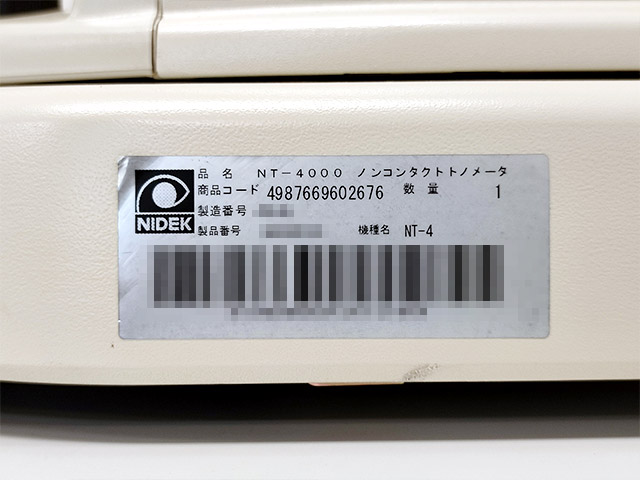 品 名 NT-4000 ノンコンタクトトノメータ
商品コード 4987669602676 数量 1
製造番号
製品番号 機種名 NT-4
NIDEK